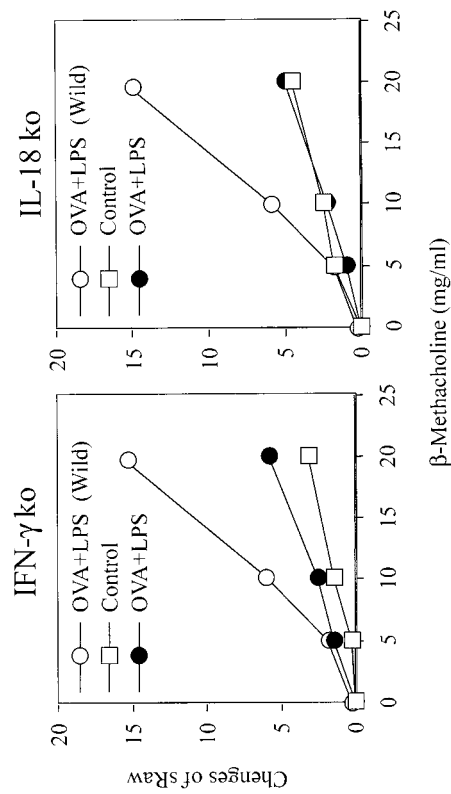 IFN-γ ko
OVA+LPS (Wild)
Control
OVA+LPS
20
15
10
5
0
0
5
10
15
20
25
Chenges of sRaw
IL-18 ko
OVA+LPS (Wild)
Control
OVA+LPS
20
15
10
5
0
0
5
10
15
20
25
β-Methacholine (mg/ml)